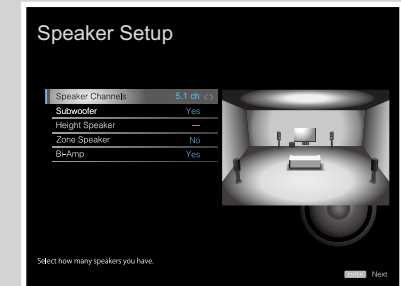 Speaker Setup
Speaker Channels 5.1 ch <>
Subwoofer Yes
Height Speaker ---
Zone Speaker No
Bi-Amp Yes
Select how many speakers you have.
ENTER Next